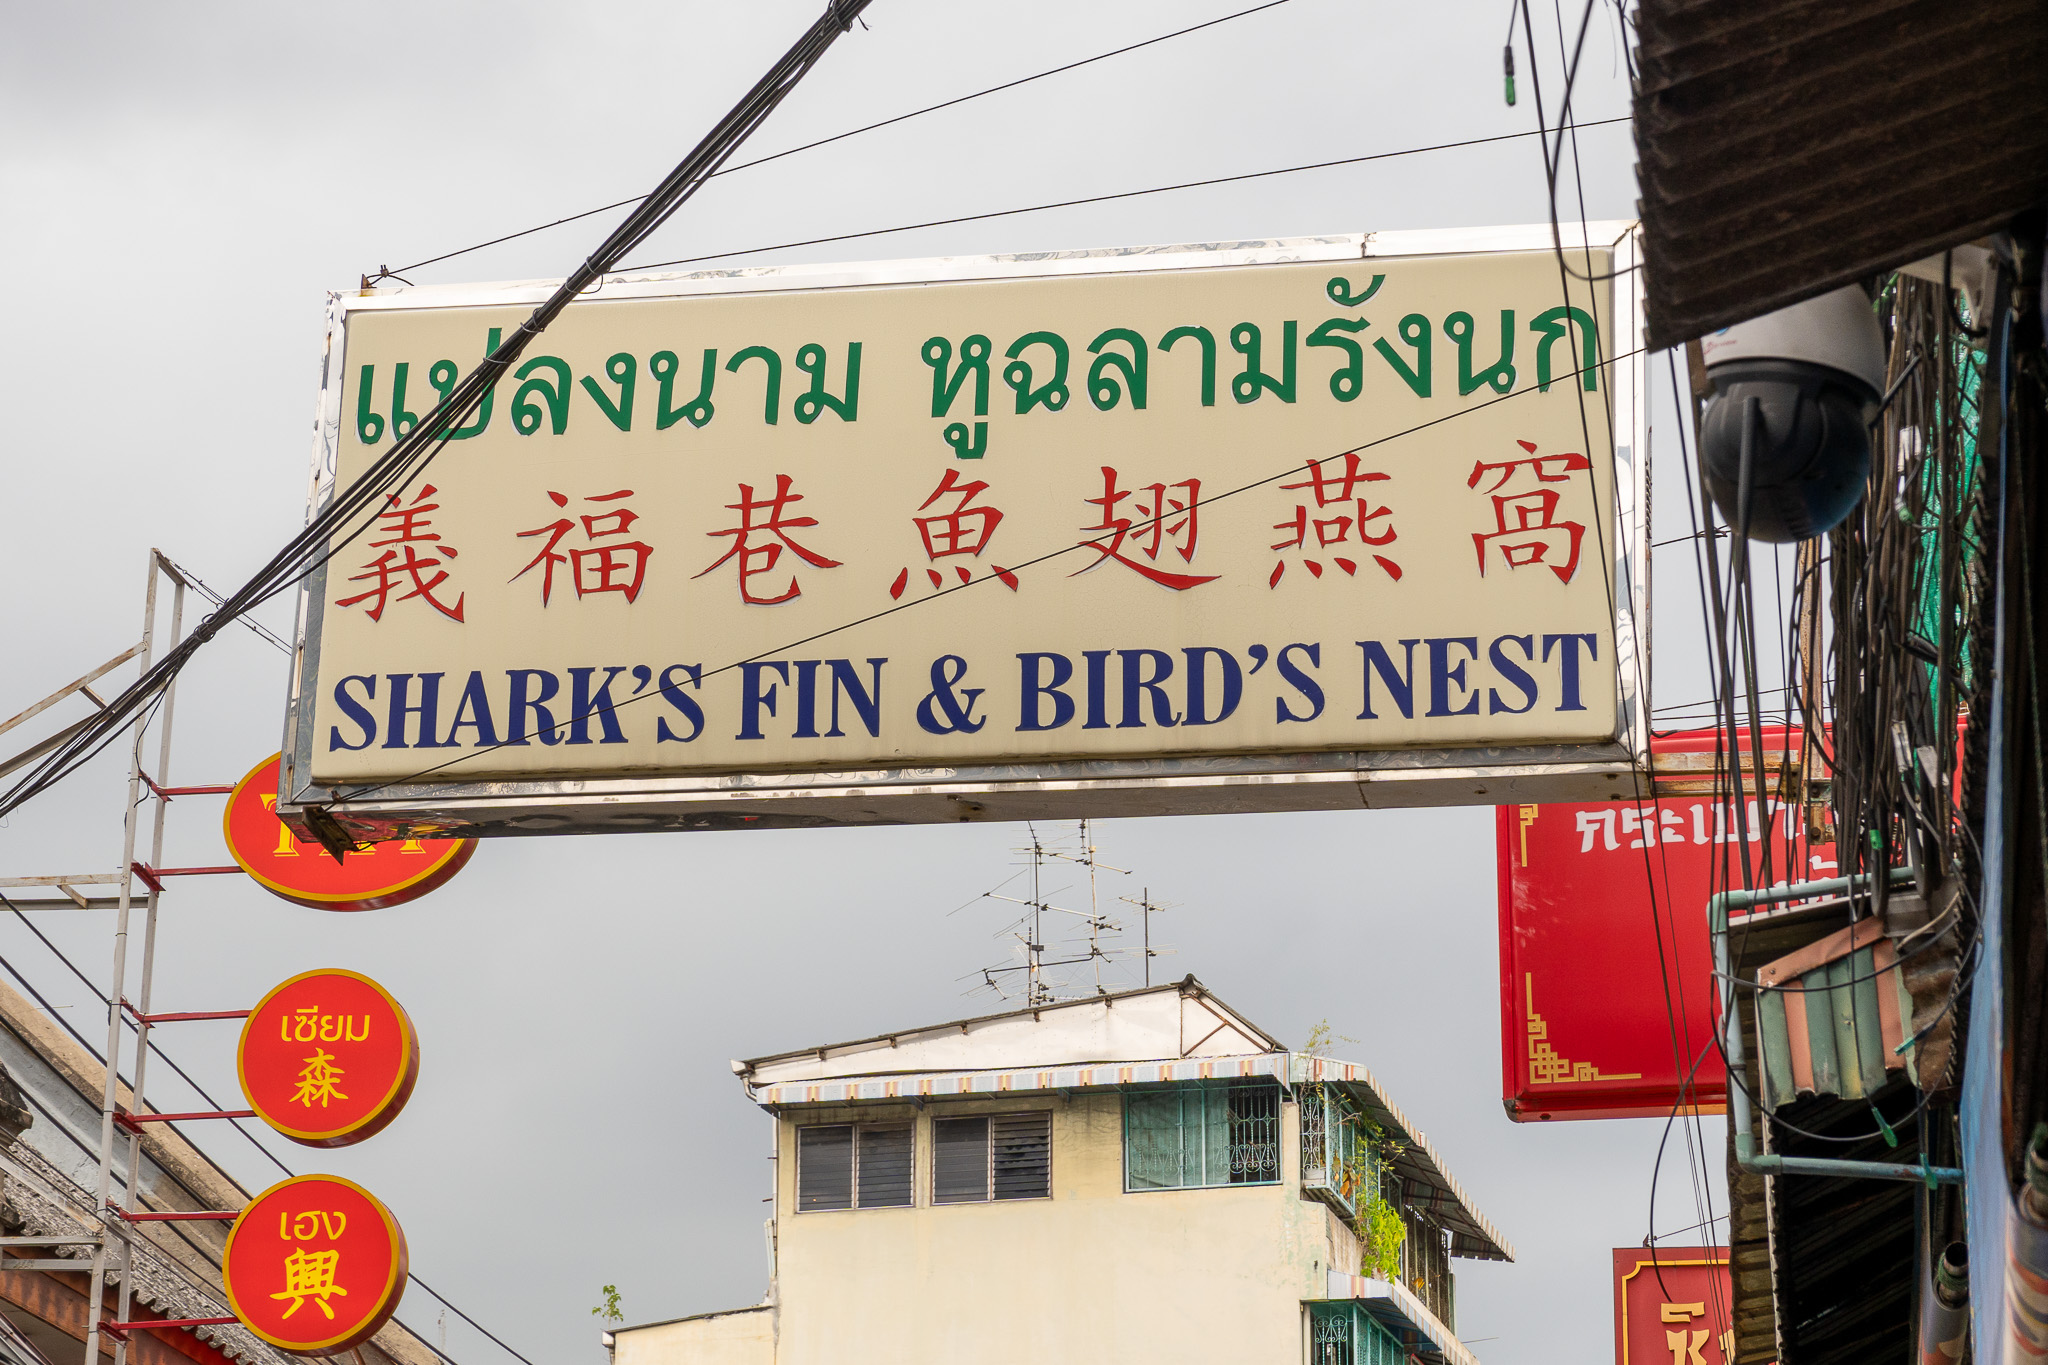 แปลงนาม หูฉลามรังนก
義福巷魚翅燕窩
SHARK'S FIN & BIRD'S NEST
เซียม
森
เฮง
興